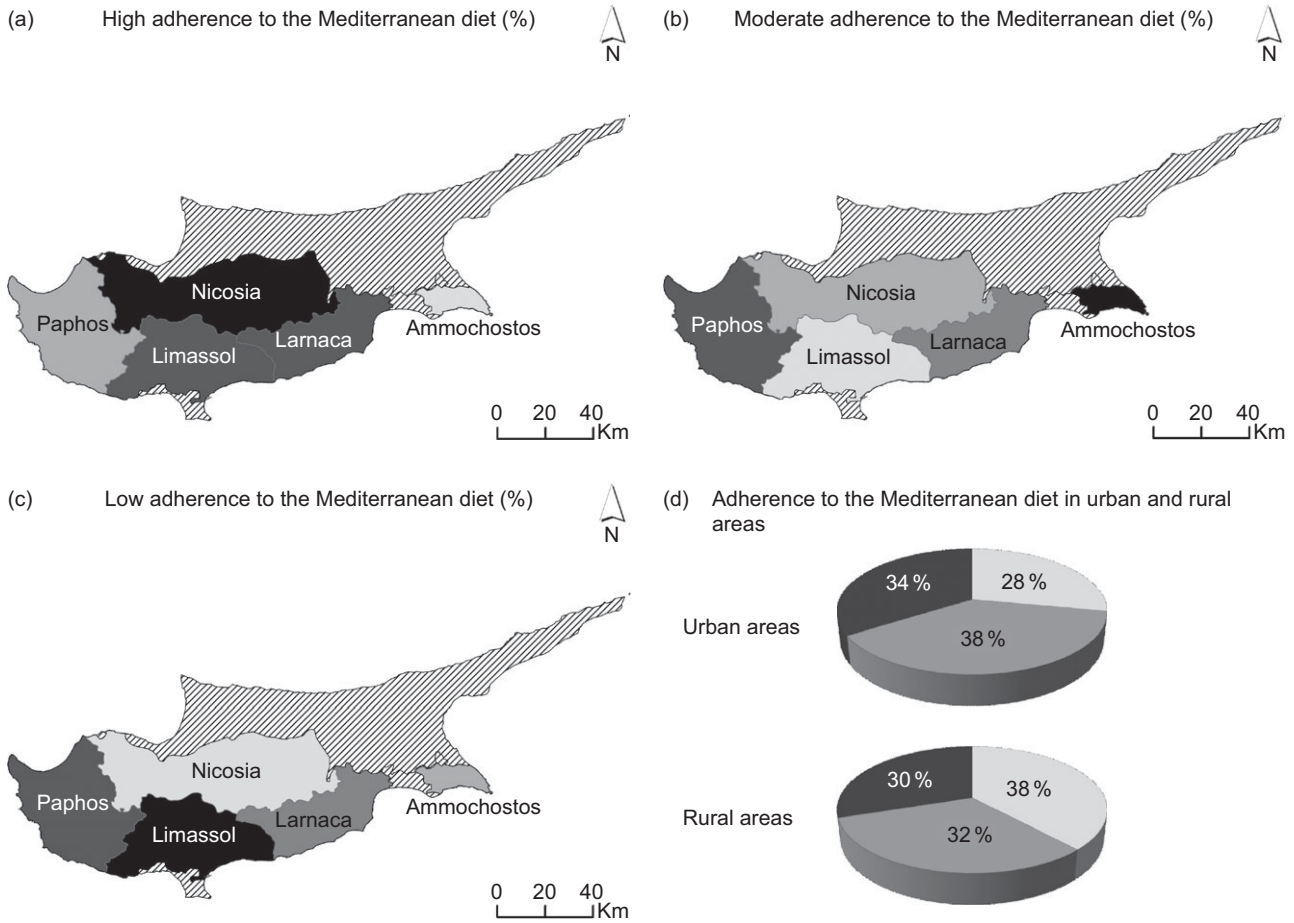 (a) High adherence to the Mediterranean diet (%)
N
Nicosia
Paphos
Limassol
Larnaca
Ammochostos
0 20 40
Km
(b) Moderate adherence to the Mediterranean diet (%)
N
Nicosia
Paphos
Limassol
Larnaca
Ammochostos
0 20 40
Km
(c) Low adherence to the Mediterranean diet (%)
N
Nicosia
Paphos
Limassol
Larnaca
Ammochostos
0 20 40
Km
(d) Adherence to the Mediterranean diet in urban and rural
areas
34 %
28 %
Urban areas
38 %
30 %
38 %
Rural areas
32 %